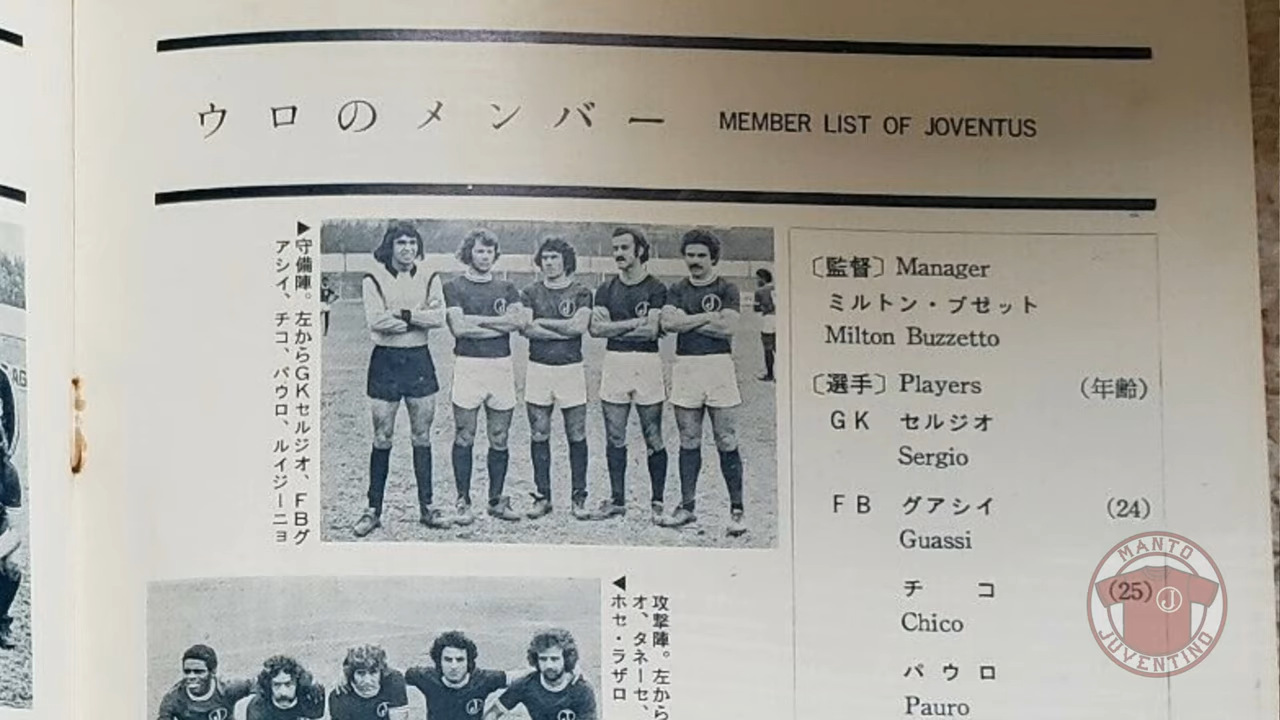 ウロのメンバー MEMBER LIST OF JOVENTUS
▶守備陣。左からGKセルジオ、FBグ
アシイ、チコ、パウロ、ルイジーニョ
〔監督〕Manager
ミルトン・ブゼット
Milton Buzzetto
〔選手〕Players (年齢)
GK セルジオ
Sergio
FB グアシイ (24)
Guassi
チコ (25)
Chico
パウロ
Pauro
◀攻撃陣。左から
オ、タネーセ、
ホセ・ラザロ
MANTO
JUVENTINO